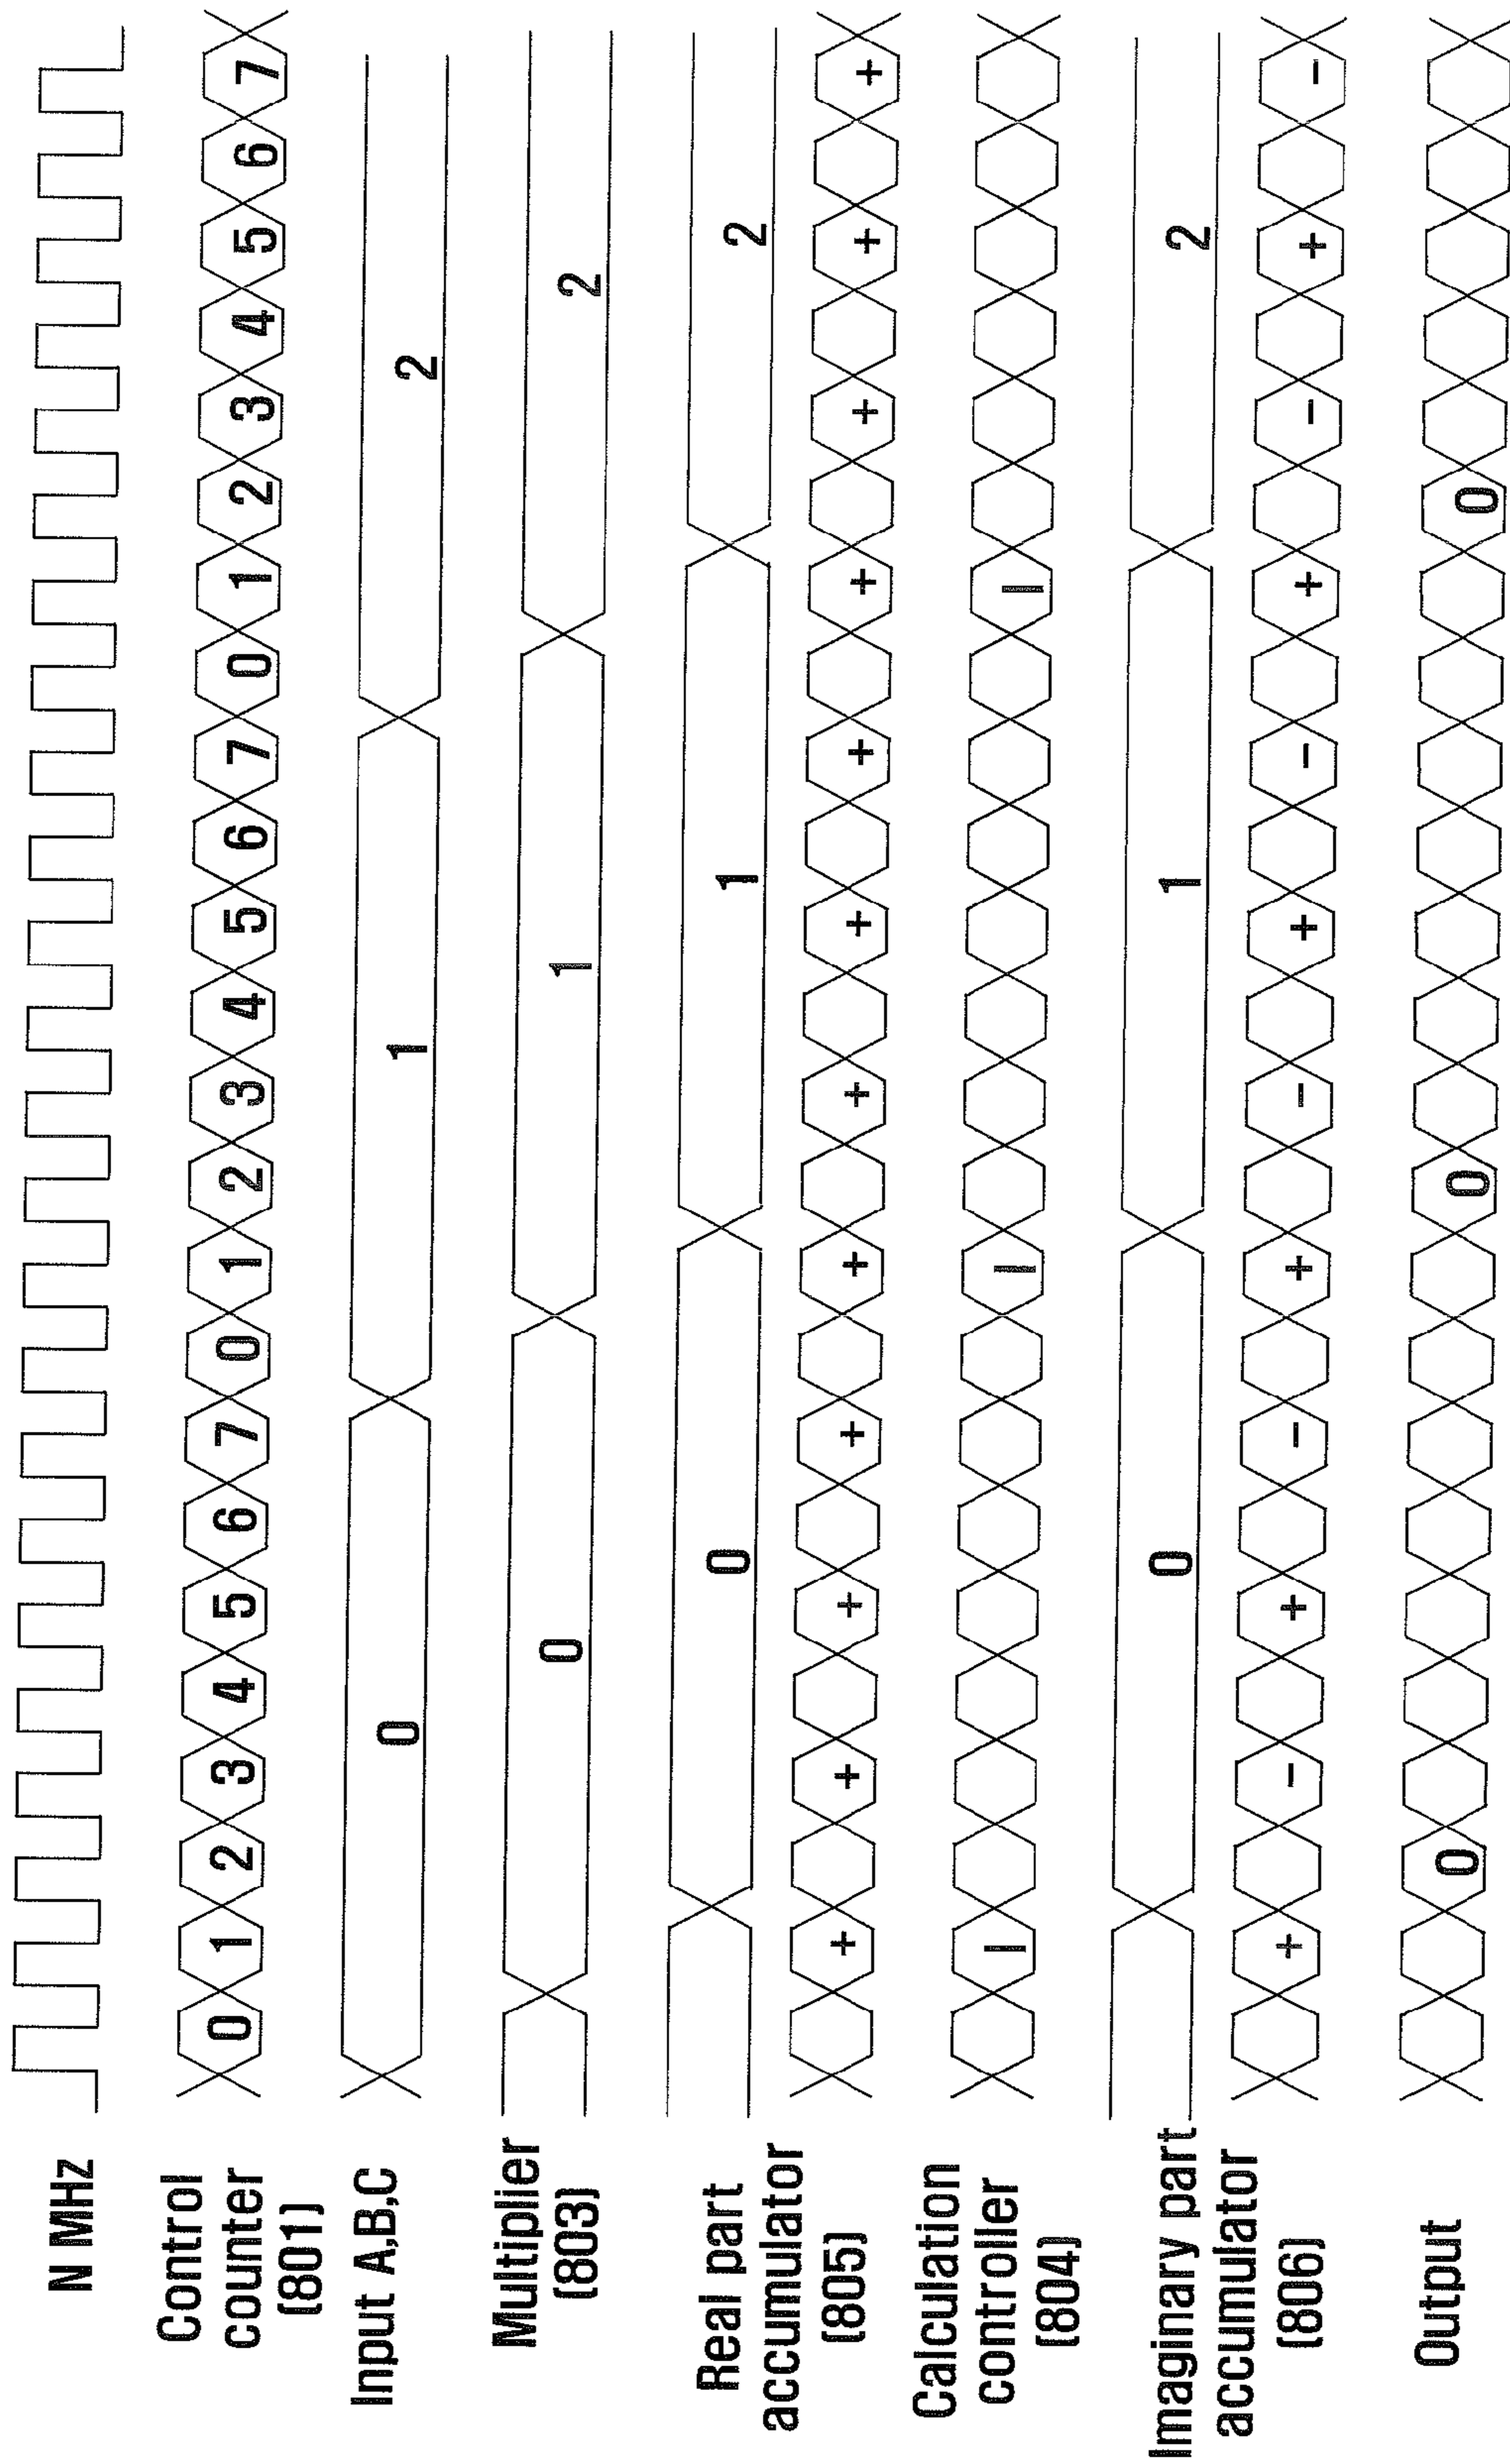 N MHz
Control
counter
(801)
0 1 2 3 4 5 6 7 0 1 2 3 4 5 6 7 0 1 2 3 4 5 6 7
Input A,B,C
0 1 2
Multiplier
(803)
0 1 2
Real part
accumulator
(805)
0 1 2
+ + + + + + + + + + + +
Calculation
controller
(804)
I I I
Imaginary part
accumulator
(806)
0 1 2
+ − + − + − + − + − + −
Output
0 0 0